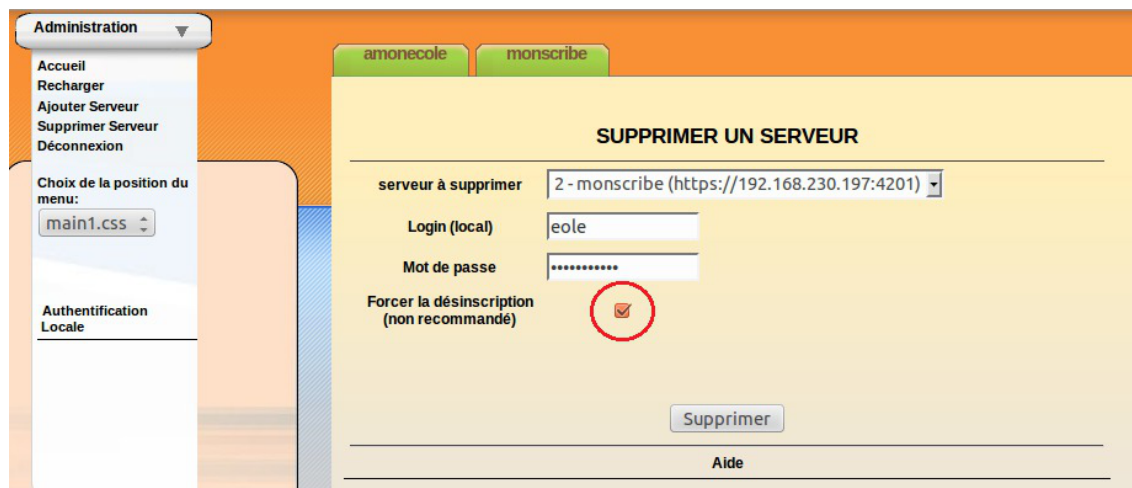 Administration
Accueil
Recharger
Ajouter Serveur
Supprimer Serveur
Déconnexion
Choix de la position du
menu:
main1.css
Authentification
Locale
amonecole
monscribe
SUPPRIMER UN SERVEUR
serveur à supprimer
2 - monscribe (https://192.168.230.197:4201)
Login (local)
eole
Mot de passe
•••••••••••
Forcer la désinscription
(non recommandé)
Supprimer
Aide